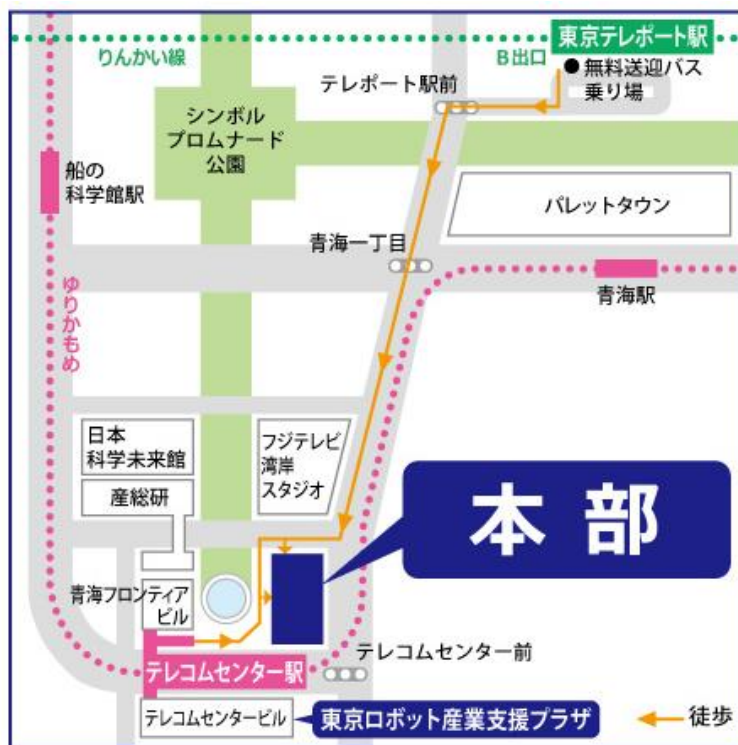 東京テレポート駅
りんかい線
B出口
テレポート駅前
●無料送迎バス
乗り場
シンボル
プロムナード
公園
船の
科学館駅
パレットタウン
青海一丁目
青海駅
ゆりかもめ
日本
科学未来館
フジテレビ
湾岸
スタジオ
産総研
本部
青海フロンティア
ビル
テレコムセンター前
テレコムセンター駅
テレコムセンタービル
東京ロボット産業支援プラザ
徒歩